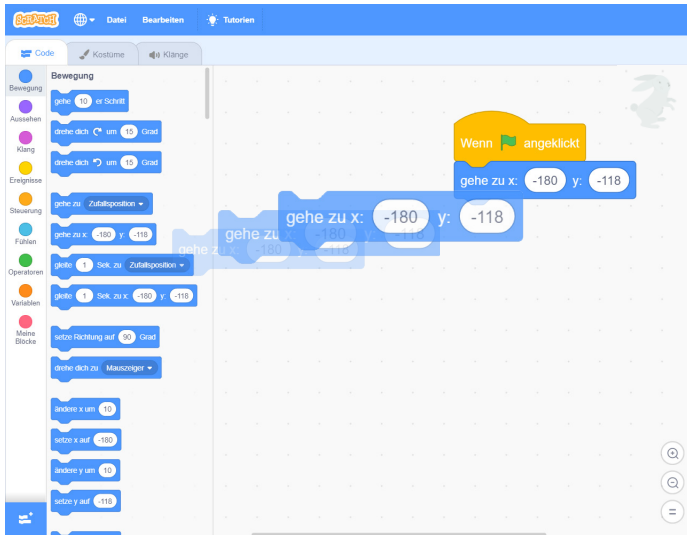 SCRATCH
Datei
Bearbeiten
Tutorien
Code
Kostüme
Klänge
Bewegung
Aussehen
Klang
Ereignisse
Steuerung
Fühlen
Operatoren
Variablen
Meine
Blöcke
Bewegung
gehe 10 er Schritt
drehe dich um 15 Grad
drehe dich um 15 Grad
gehe zu Zufallsposition
gehe zu x: -180 y: -118
gleite 1 Sek. zu Zufallsposition
gleite 1 Sek. zu x: -180 y: -118
setze Richtung auf 90 Grad
drehe dich zu Mauszeiger
ändere x um 10
setze x auf -180
ändere y um 10
setze y auf -118
gehe zu x: -180 y: -118
gehe zu x: -180 y: -118
gehe zu x: -180 y: -118
Wenn angeklickt
gehe zu x: -180 y: -118